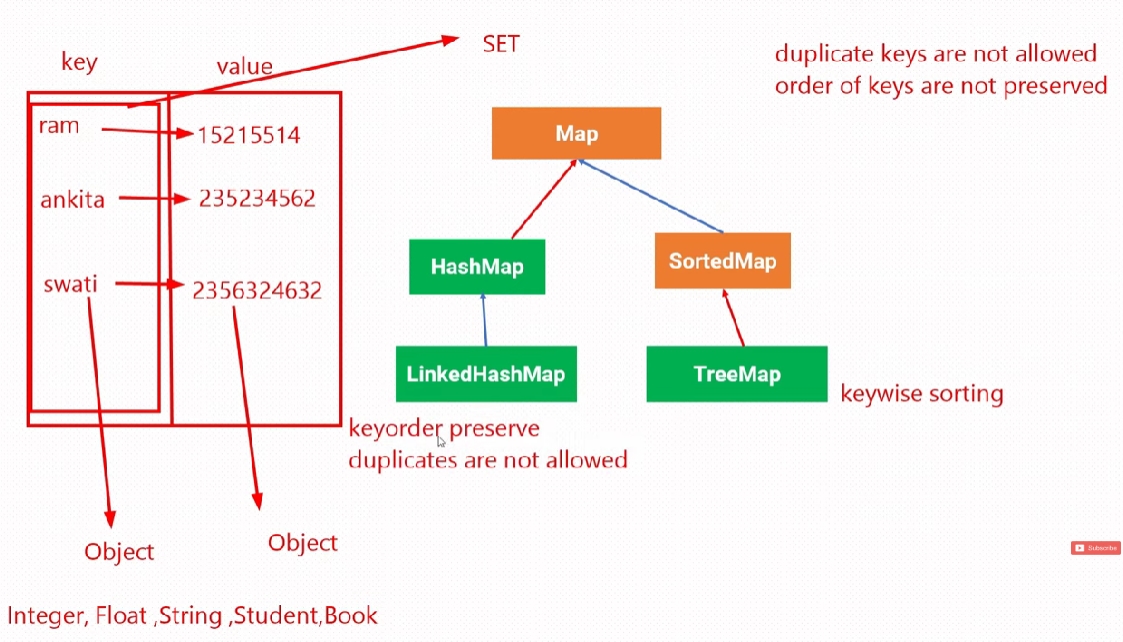 SET
key
value
duplicate keys are not allowed
order of keys are not preserved
ram
15215514
Map
ankita
235234562
HashMap
SortedMap
swati
2356324632
LinkedHashMap
TreeMap
keywise sorting
keyorder preserve
duplicates are not allowed
Object
Object
Subscribe
Integer, Float ,String ,Student,Book